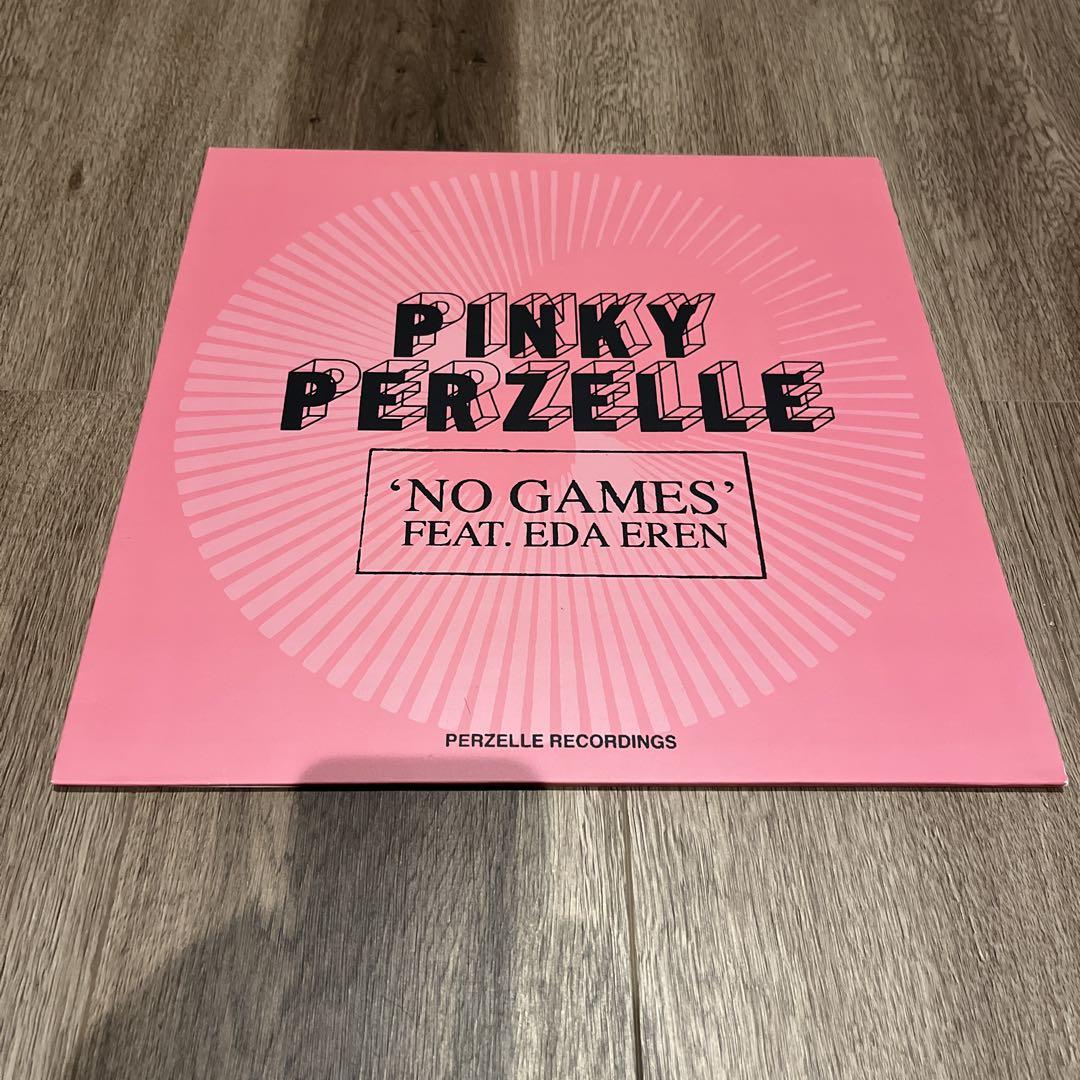 PINKY
PERZELLE
‘NO GAMES’
FEAT. EDA EREN
PERZELLE RECORDINGS